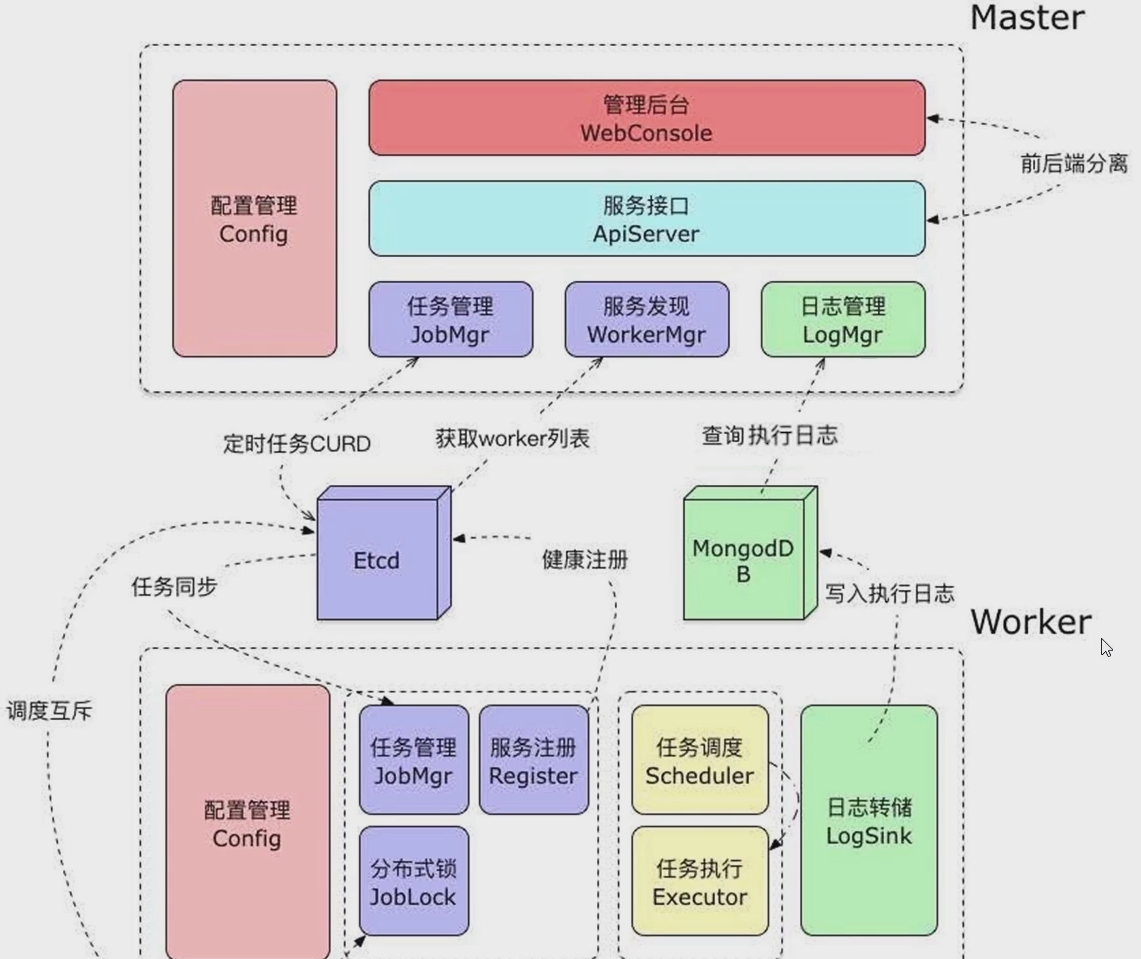 Master
管理后台
WebConsole
前后端分离
配置管理
Config
服务接口
ApiServer
任务管理
JobMgr
服务发现
WorkerMgr
日志管理
LogMgr
定时任务CURD
获取worker列表
查询执行日志
Etcd
MongodD
B
健康注册
任务同步
写入执行日志
Worker
调度互斥
配置管理
Config
任务管理
JobMgr
服务注册
Register
任务调度
Scheduler
日志转储
LogSink
分布式锁
JobLock
任务执行
Executor